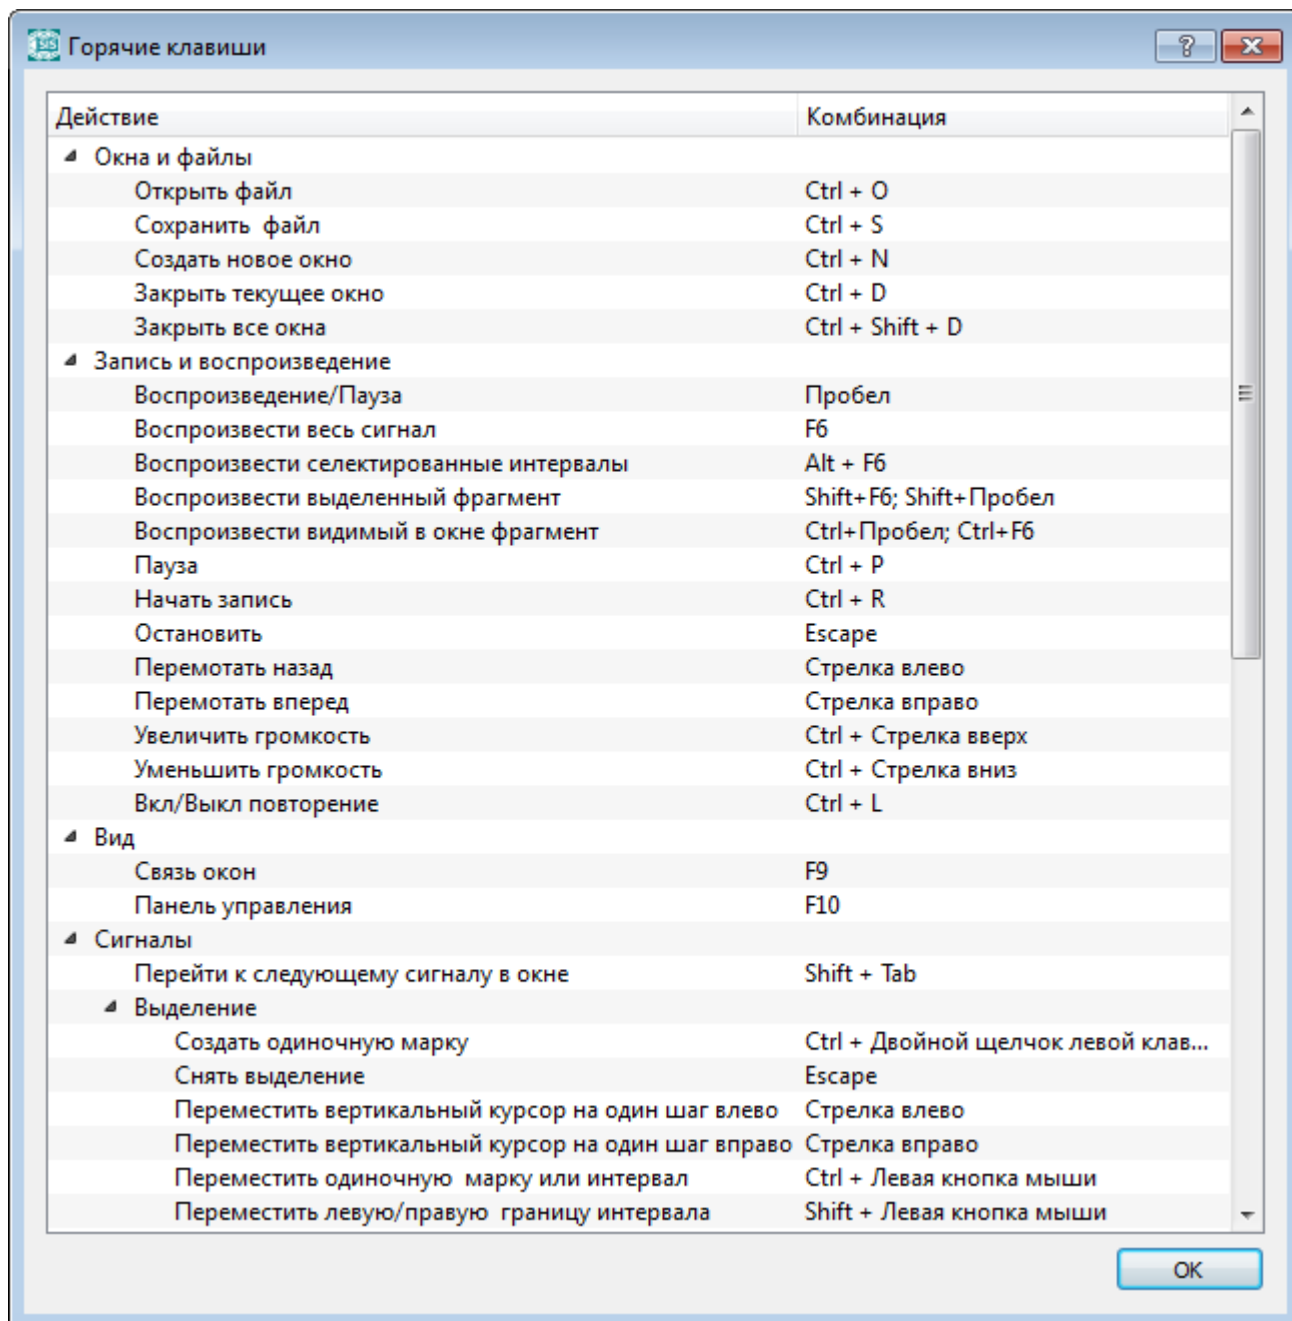 SIS Горячие клавиши
Действие Комбинация
Окна и файлы
Открыть файл Ctrl + O
Сохранить  файл Ctrl + S
Создать новое окно Ctrl + N
Закрыть текущее окно Ctrl + D
Закрыть все окна Ctrl + Shift + D
Запись и воспроизведение
Воспроизведение/Пауза Пробел
Воспроизвести весь сигнал F6
Воспроизвести селектированные интервалы Alt + F6
Воспроизвести выделенный фрагмент Shift+F6; Shift+Пробел
Воспроизвести видимый в окне фрагмент Ctrl+Пробел; Ctrl+F6
Пауза Ctrl + P
Начать запись Ctrl + R
Остановить Escape
Перемотать назад Стрелка влево
Перемотать вперед Стрелка вправо
Увеличить громкость Ctrl + Стрелка вверх
Уменьшить громкость Ctrl + Стрелка вниз
Вкл/Выкл повторение Ctrl + L
Вид
Связь окон F9
Панель управления F10
Сигналы
Перейти к следующему сигналу в окне Shift + Tab
Выделение
Создать одиночную марку Ctrl + Двойной щелчок левой клав...
Снять выделение Escape
Переместить вертикальный курсор на один шаг влево Стрелка влево
Переместить вертикальный курсор на один шаг вправо Стрелка вправо
Переместить одиночную  марку или интервал Ctrl + Левая кнопка мыши
Переместить левую/правую  границу интервала Shift + Левая кнопка мыши
OK